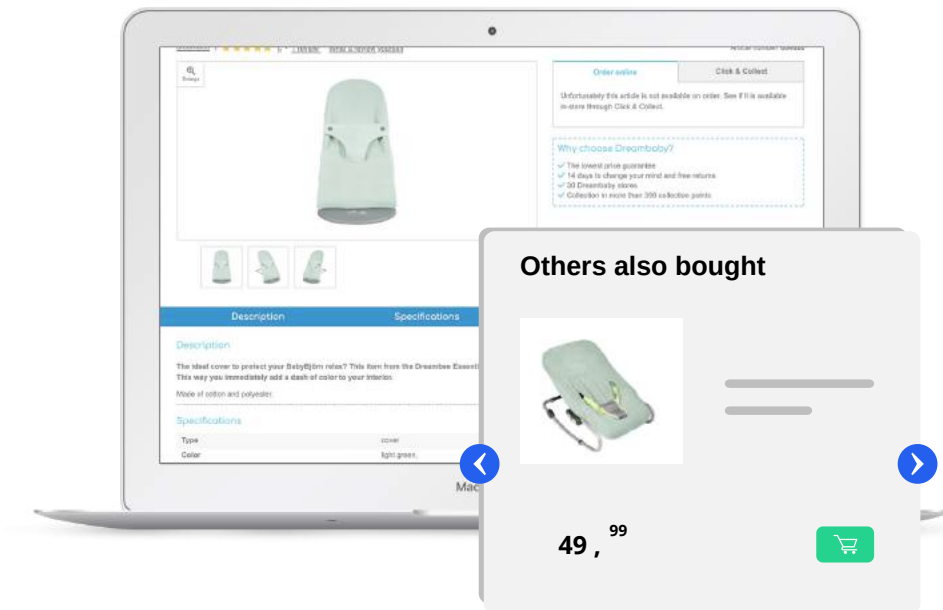 Enlarge
Order online
Click & Collect
Unfortunately this article is not available on order. See if it is available
in-store through Click & Collect.
Why choose Dreambaby?
The lowest price guarantee
14 days to change your mind and free returns
30 Dreambaby stores
Collection in more than 200 collection points
Others also bought
Description
Specifications
Description
The ideal cover to protect your BabyBjörn relax? This item from the Dreambee Essenti
This way you immediately add a dash of color to your interior.
Made of cotton and polyester.
Specifications
Type
cover
Color
light green,
Mac
49 , 99